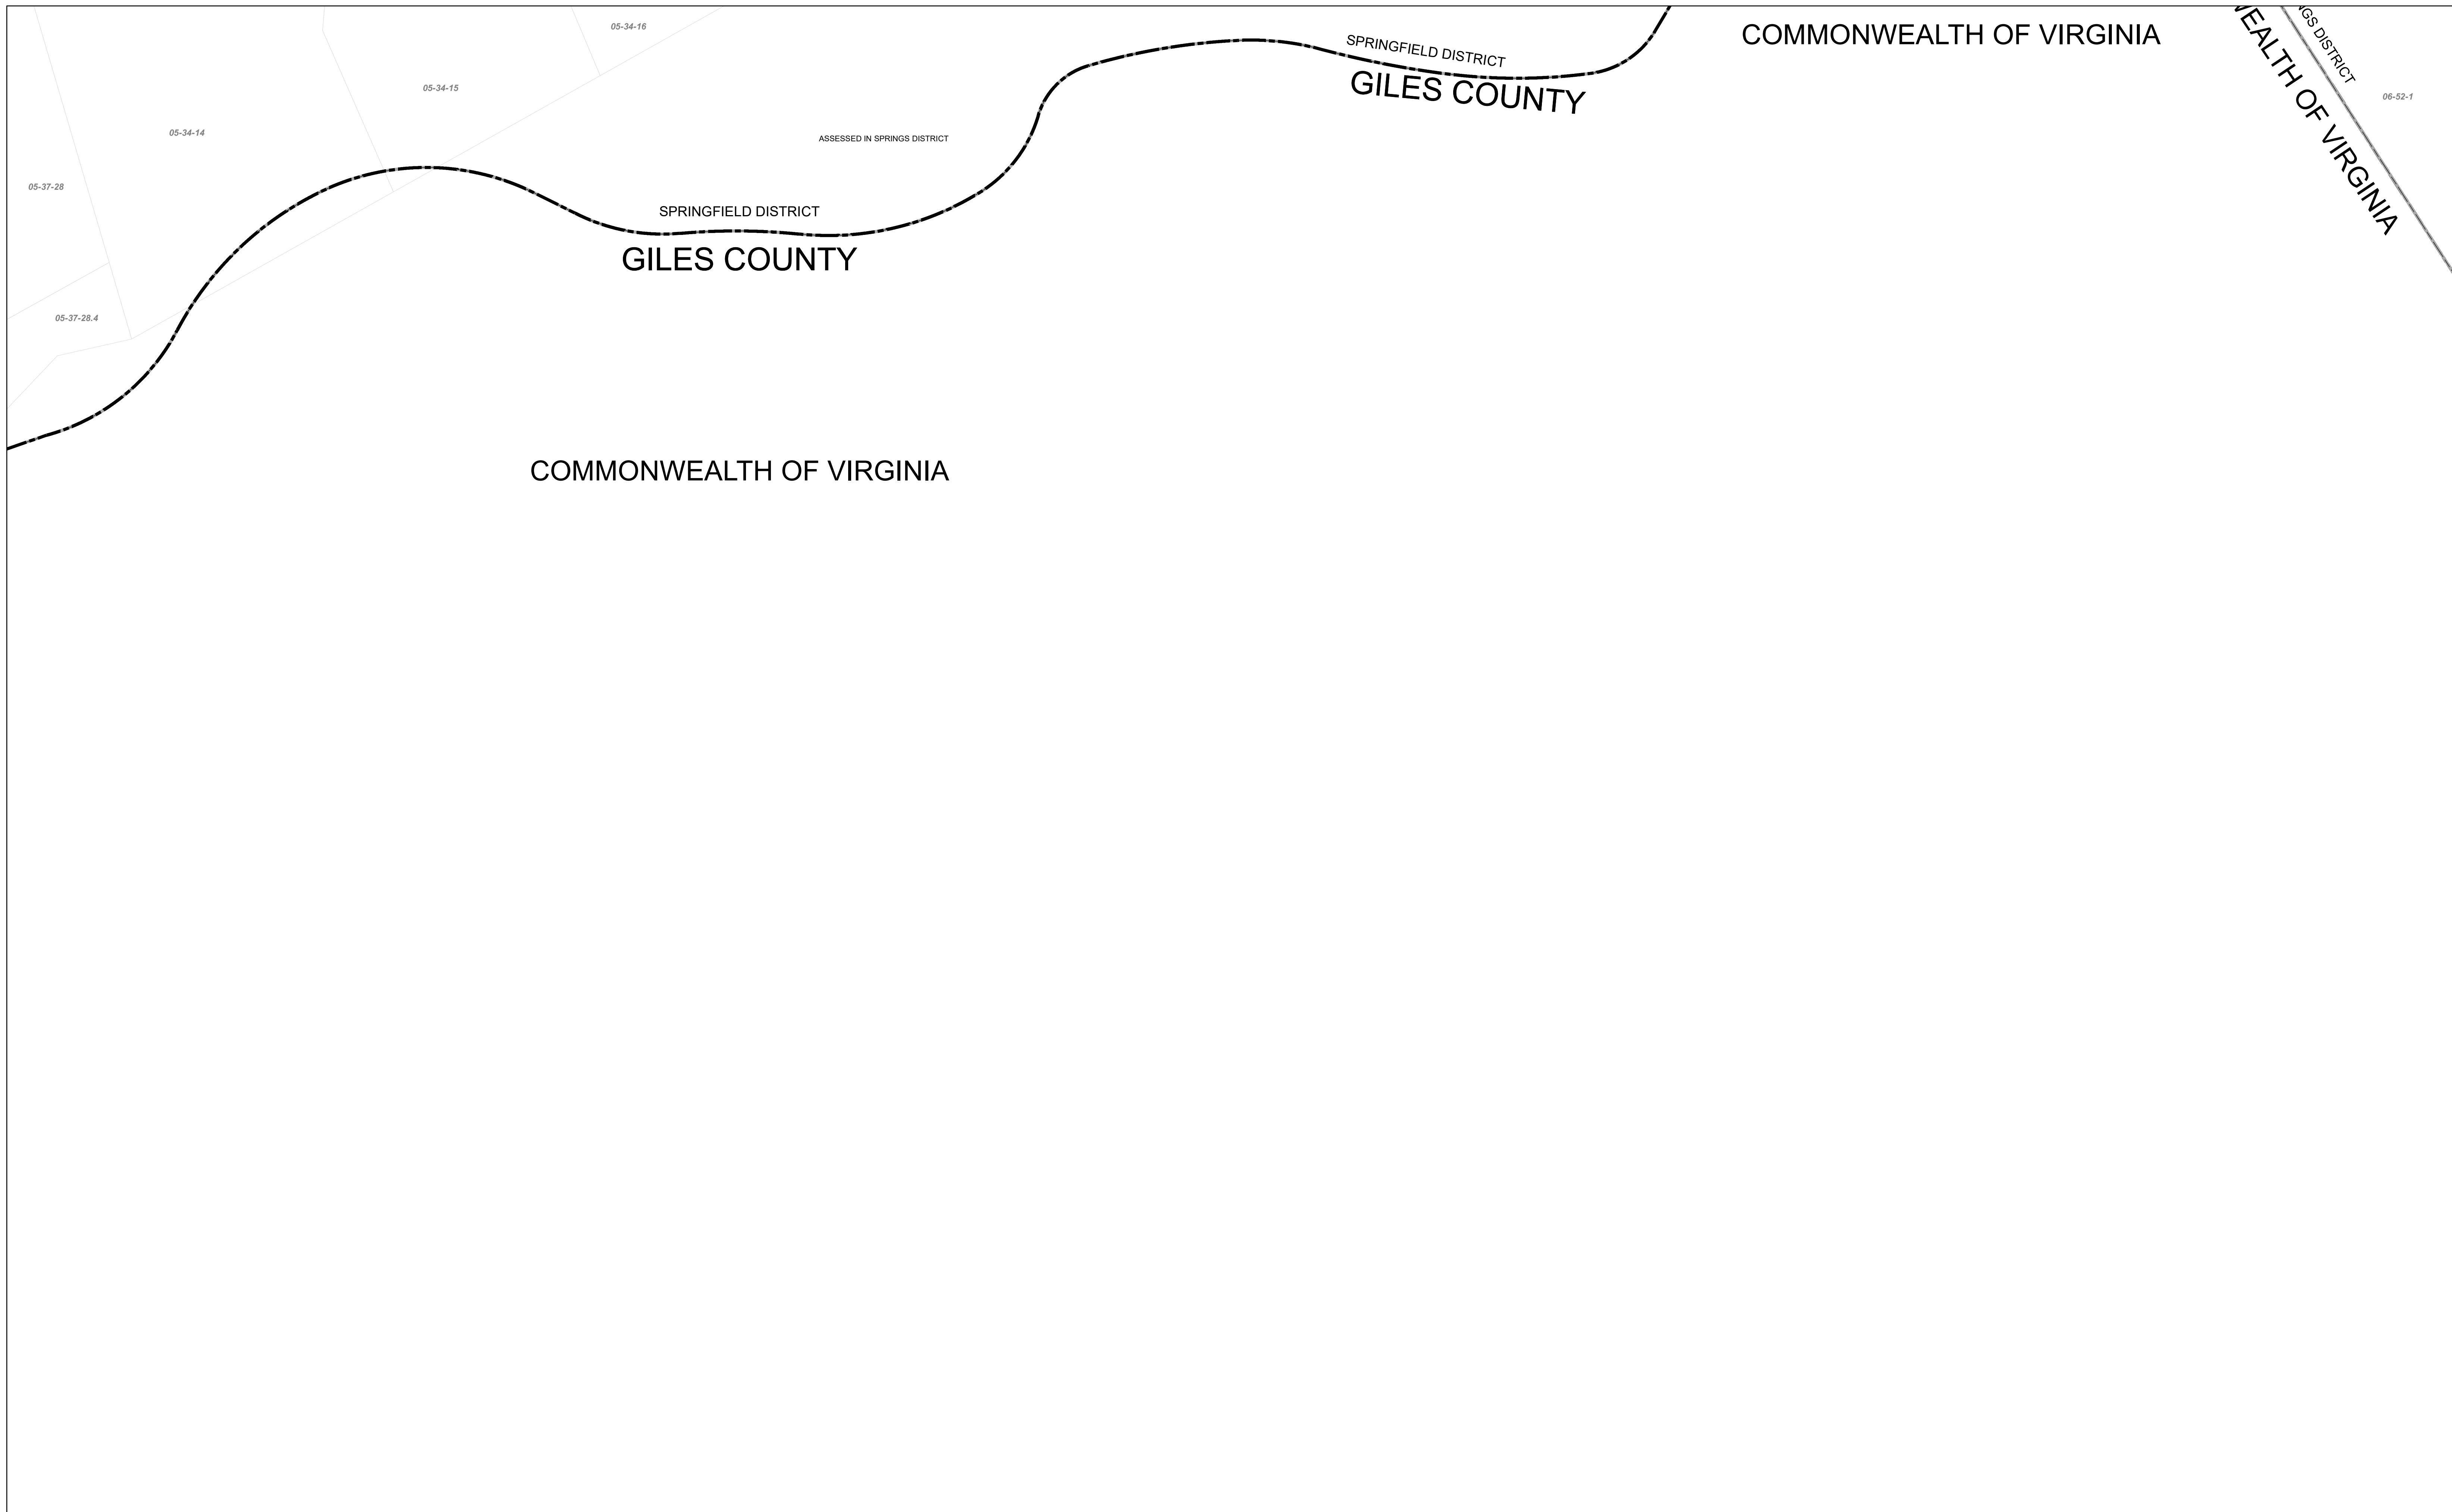 05-34-16
COMMONWEALTH OF VIRGINIA
SPRINGFIELD DISTRICT
GILES COUNTY
DISTRICT
OF VIRGINIA
06-52-1
05-34-15
05-34-14
ASSESSED IN SPRINGS DISTRICT
05-37-28
SPRINGFIELD DISTRICT
GILES COUNTY
05-37-28.4
COMMONWEALTH OF VIRGINIA